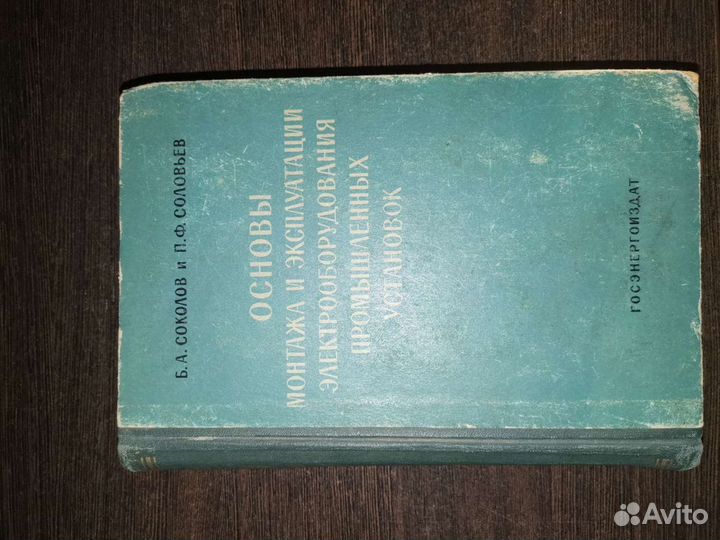 Б.А. СОКОЛОВ И П.Ф. СОЛОВЬЕВ
ОСНОВЫ
МОНТАЖА И ЭКСПЛУАТАЦИИ
ЭЛЕКТРООБОРУДОВАНИЯ
ПРОМЫШЛЕННЫХ
УСТАНОВОК
ГОСЭНЕРГОИЗДАТ
Avito